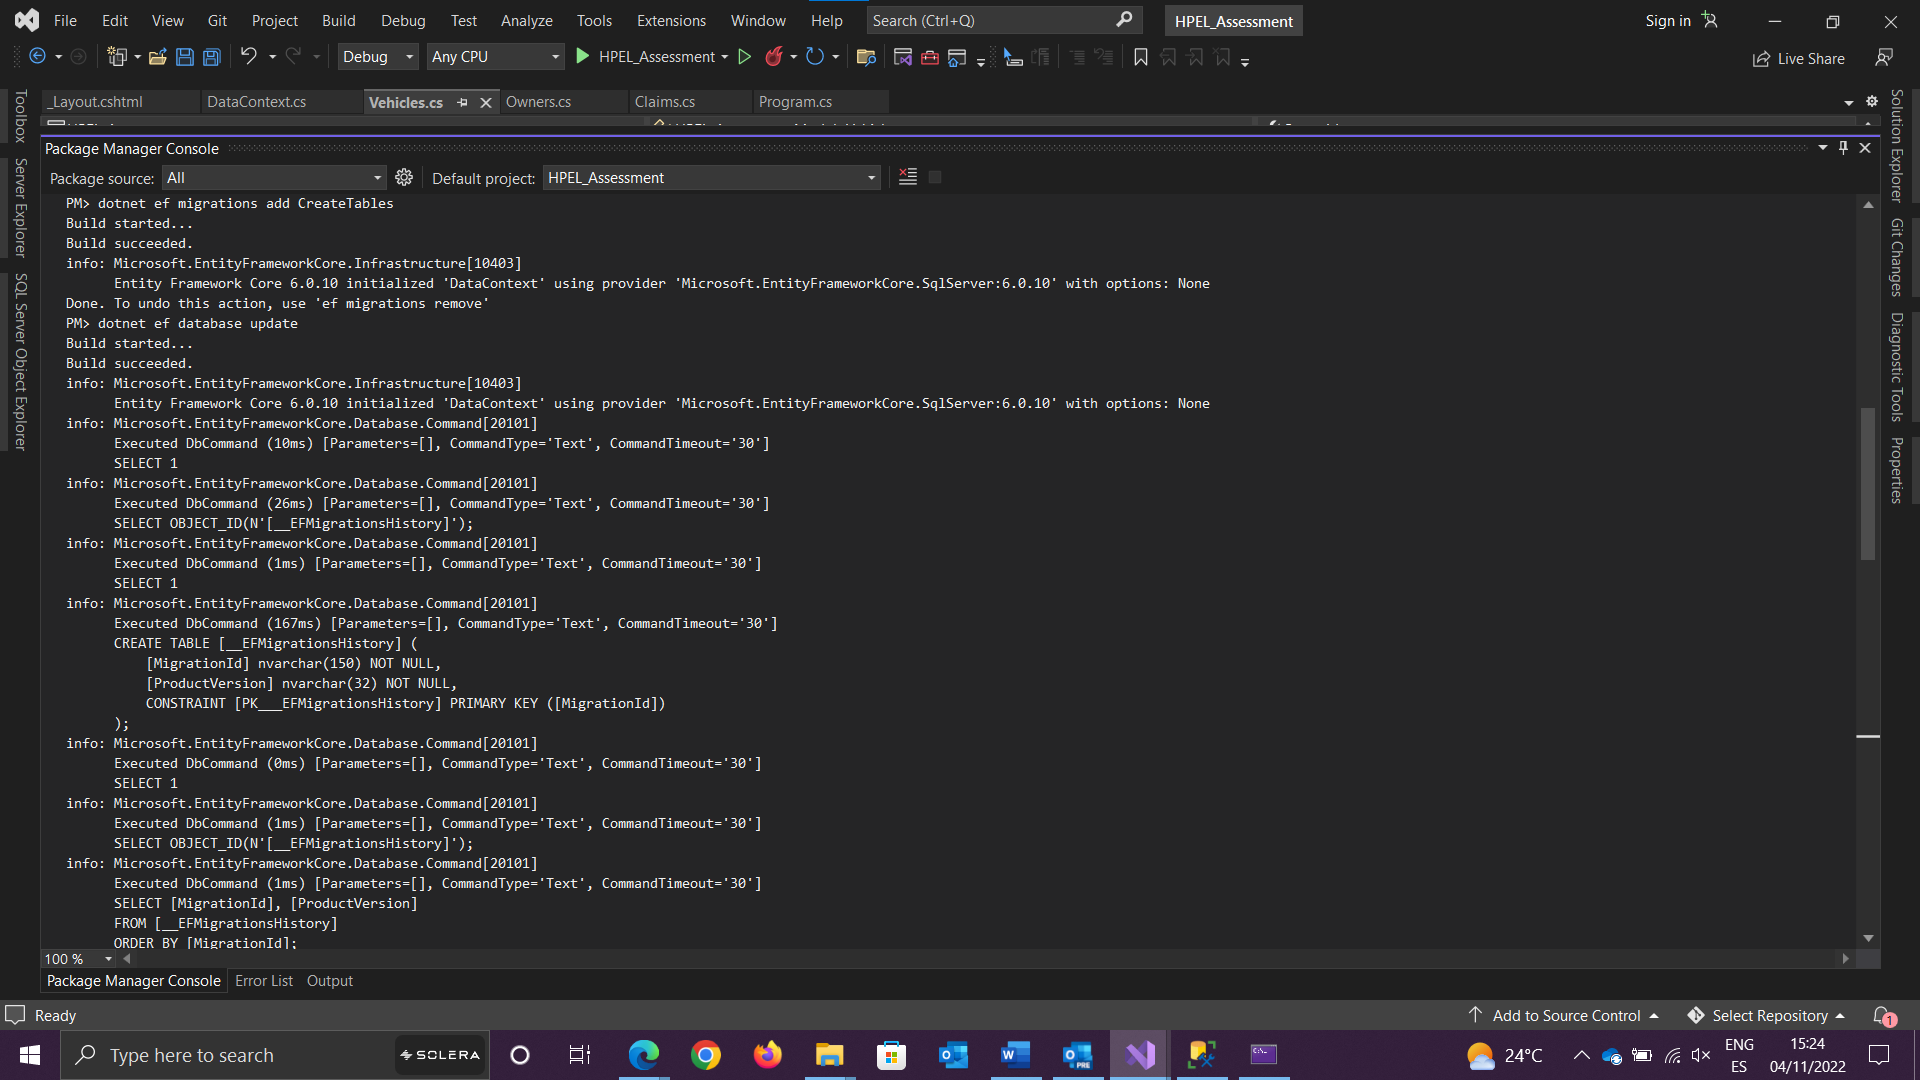 File Edit View Git Project Build Debug Test Analyze Tools Extensions Window Help Search (Ctrl+Q) HPEL_Assessment Sign in
Debug Any CPU HPEL_Assessment Live Share
_Layout.cshtml DataContext.cs Vehicles.cs Owners.cs Claims.cs Program.cs
Toolbox
Server Explorer
SQL Server Object Explorer
Solution Explorer
Git Changes
Diagnostic Tools
Properties
Package Manager Console
Package source: All Default project: HPEL_Assessment
PM> dotnet ef migrations add CreateTables
Build started...
Build succeeded.
info: Microsoft.EntityFrameworkCore.Infrastructure[10403]
Entity Framework Core 6.0.10 initialized 'DataContext' using provider 'Microsoft.EntityFrameworkCore.SqlServer:6.0.10' with options: None
Done. To undo this action, use 'ef migrations remove'
PM> dotnet ef database update
Build started...
Build succeeded.
info: Microsoft.EntityFrameworkCore.Infrastructure[10403]
Entity Framework Core 6.0.10 initialized 'DataContext' using provider 'Microsoft.EntityFrameworkCore.SqlServer:6.0.10' with options: None
info: Microsoft.EntityFrameworkCore.Database.Command[20101]
Executed DbCommand (10ms) [Parameters=[], CommandType='Text', CommandTimeout='30']
SELECT 1
info: Microsoft.EntityFrameworkCore.Database.Command[20101]
Executed DbCommand (26ms) [Parameters=[], CommandType='Text', CommandTimeout='30']
SELECT OBJECT_ID(N'[__EFMigrationsHistory]');
info: Microsoft.EntityFrameworkCore.Database.Command[20101]
Executed DbCommand (1ms) [Parameters=[], CommandType='Text', CommandTimeout='30']
SELECT 1
info: Microsoft.EntityFrameworkCore.Database.Command[20101]
Executed DbCommand (167ms) [Parameters=[], CommandType='Text', CommandTimeout='30']
CREATE TABLE [__EFMigrationsHistory] (
[MigrationId] nvarchar(150) NOT NULL,
[ProductVersion] nvarchar(32) NOT NULL,
CONSTRAINT [PK___EFMigrationsHistory] PRIMARY KEY ([MigrationId])
);
info: Microsoft.EntityFrameworkCore.Database.Command[20101]
Executed DbCommand (0ms) [Parameters=[], CommandType='Text', CommandTimeout='30']
SELECT 1
info: Microsoft.EntityFrameworkCore.Database.Command[20101]
Executed DbCommand (1ms) [Parameters=[], CommandType='Text', CommandTimeout='30']
SELECT OBJECT_ID(N'[__EFMigrationsHistory]');
info: Microsoft.EntityFrameworkCore.Database.Command[20101]
Executed DbCommand (1ms) [Parameters=[], CommandType='Text', CommandTimeout='30']
SELECT [MigrationId], [ProductVersion]
FROM [__EFMigrationsHistory]
ORDER BY [MigrationId];
100 %
Package Manager Console Error List Output
Ready Add to Source Control Select Repository 1
Type here to search SOLERA PRE 24°C ENG ES 15:24 04/11/2022